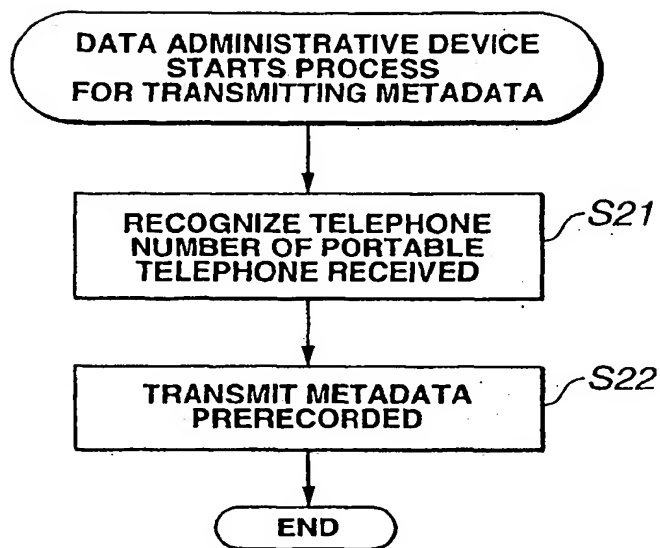 DATA ADMINISTRATIVE DEVICE
STARTS PROCESS
FOR TRANSMITTING METADATA
RECOGNIZE TELEPHONE
NUMBER OF PORTABLE
TELEPHONE RECEIVED
S21
TRANSMIT METADATA
PRERECORDED
S22
END